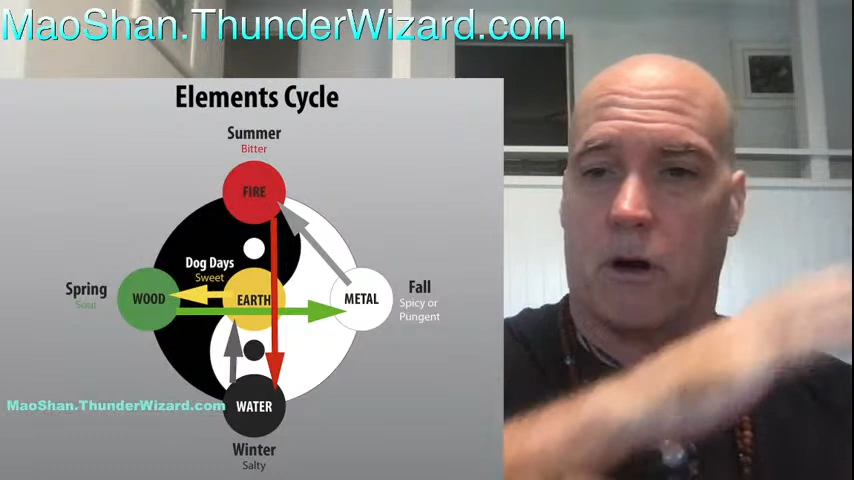 MaoShan.ThunderWizard.com
Elements Cycle
Summer
Bitter
FIRE
Dog Days
Sweet
Spring
Sour
WOOD
EARTH
METAL
Fall
Spicy or
Pungent
MaoShan.ThunderWizard.com
WATER
Winter
Salty